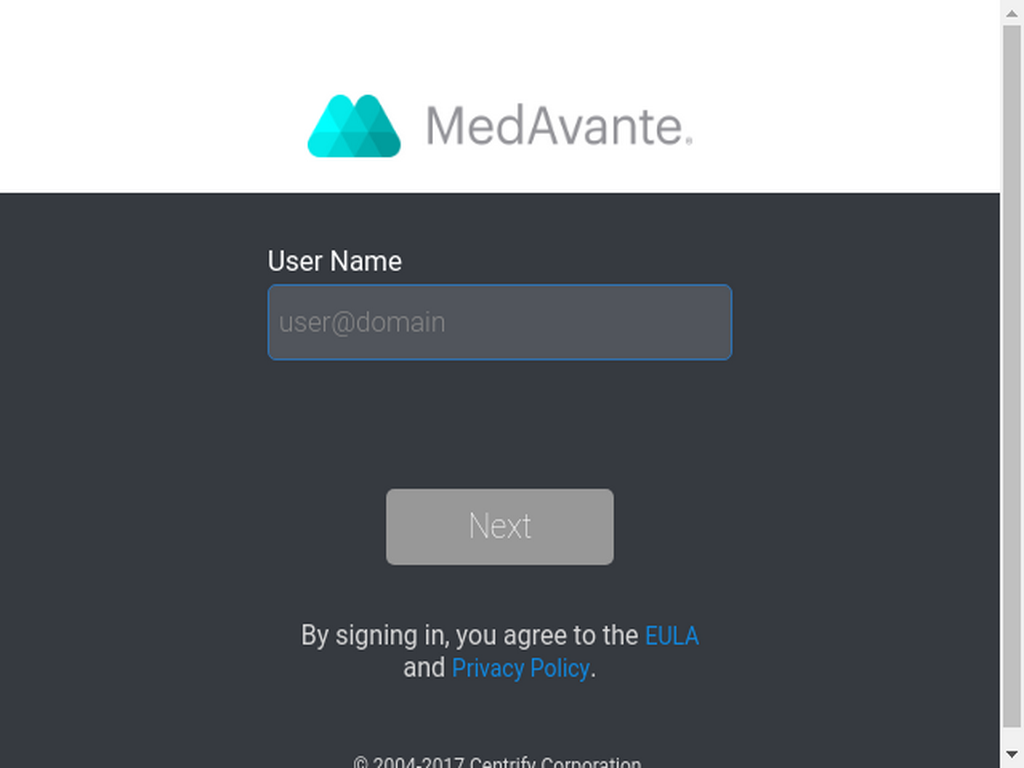 MedAvante®
User Name
user@domain
Next
By signing in, you agree to the EULA
and Privacy Policy.
© 2004-2017 Centrify Corporation